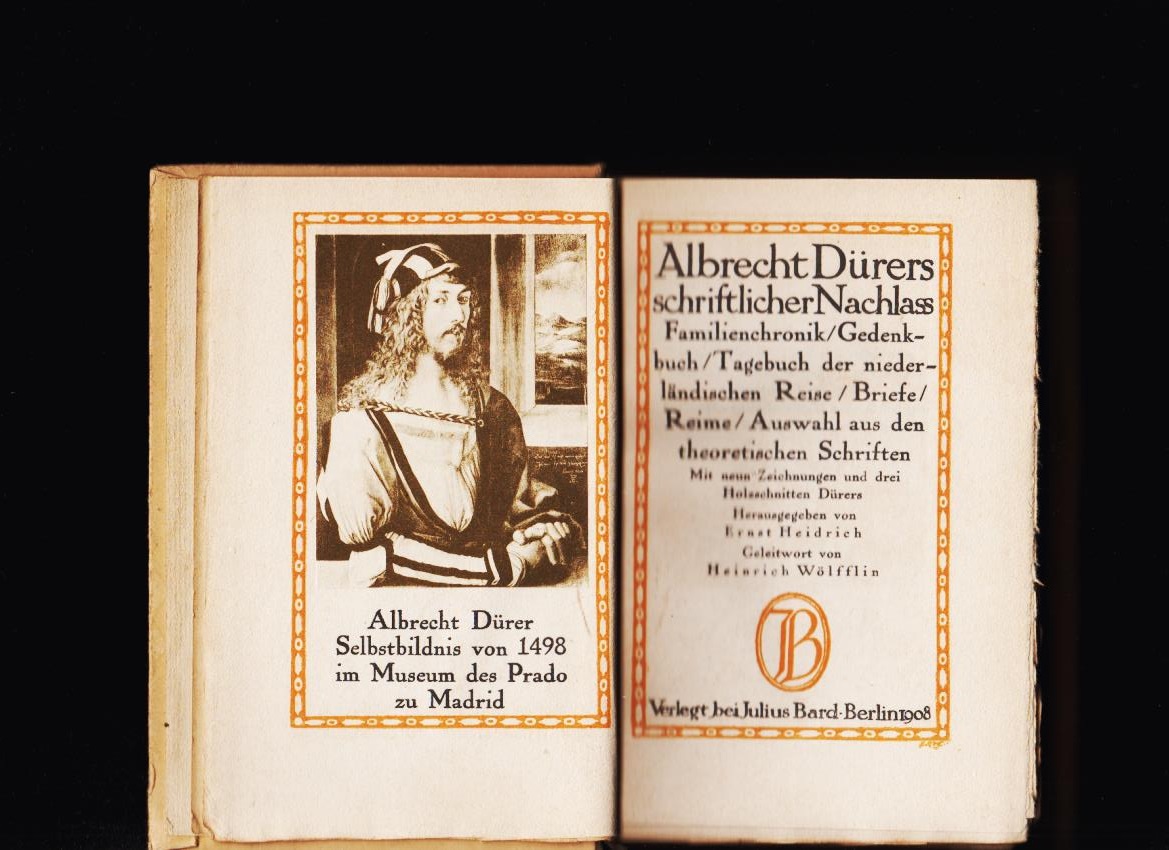 Albrecht Dürer
Selbstbildnis von 1498
im Museum des Prado
zu Madrid
Albrecht Dürers
schriftlicher Nachlass
Familienchronik/Gedenk-
buch/Tagebuch der nieder-
ländischen Reise/Briefe/
Reime/Auswahl aus den
theoretischen Schriften
Mit neun Zeichnungen und drei
Holzschnitten Dürers
Herausgegeben von
Ernst Heidrich
Geleitwort von
Heinrich Wölfflin
JB
Verlegt bei Julius Bard·Berlin 1908